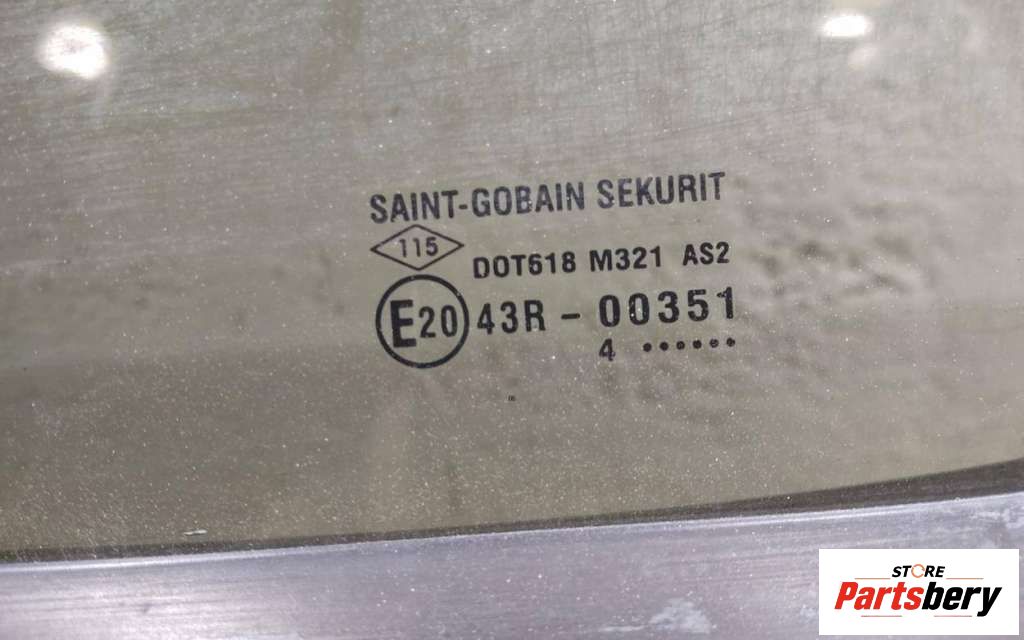 SAINT-GOBAIN SEKURIT
115
DOT618 M321 AS2
E20 43R - 00351
4 ••••••
STORE
Partsbery